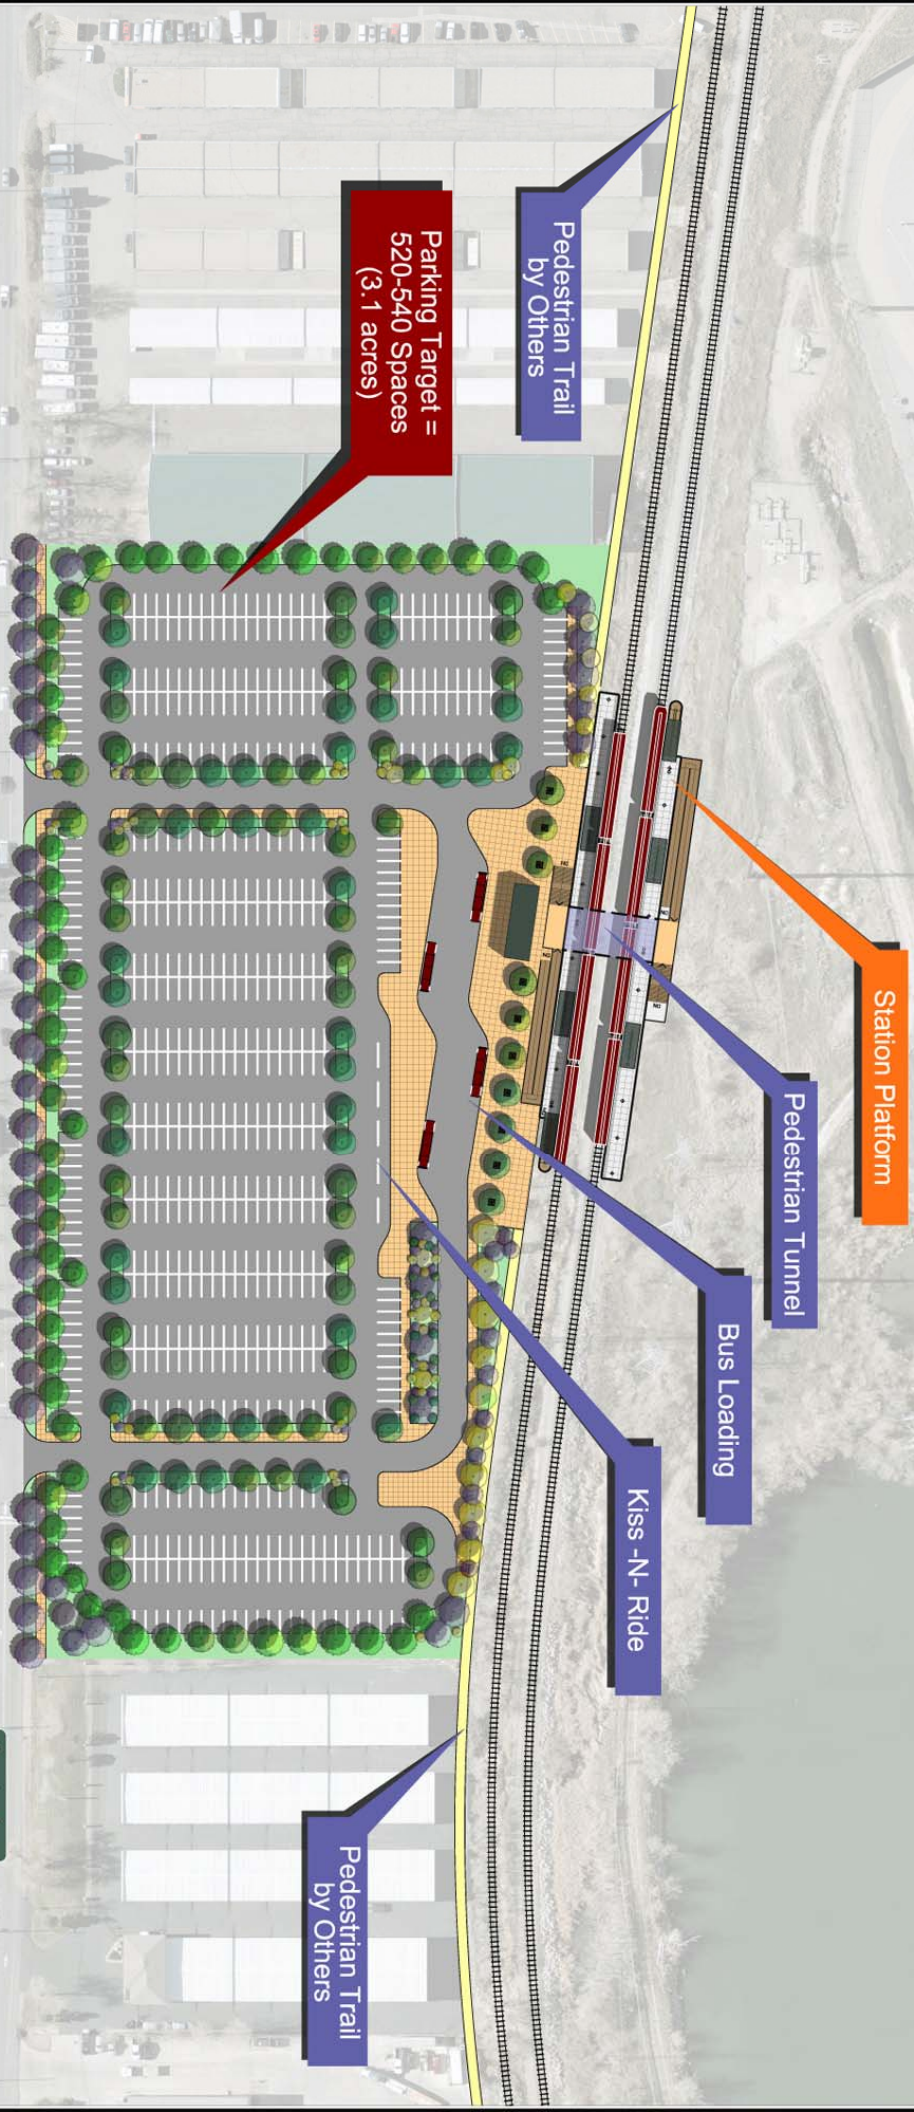 Pedestrian Trail
by Others
Parking Target =
520-540 Spaces
(3.1 acres)
Station Platform
Pedestrian Tunnel
Bus Loading
Kiss -N- Ride
Pedestrian Trail
by Others